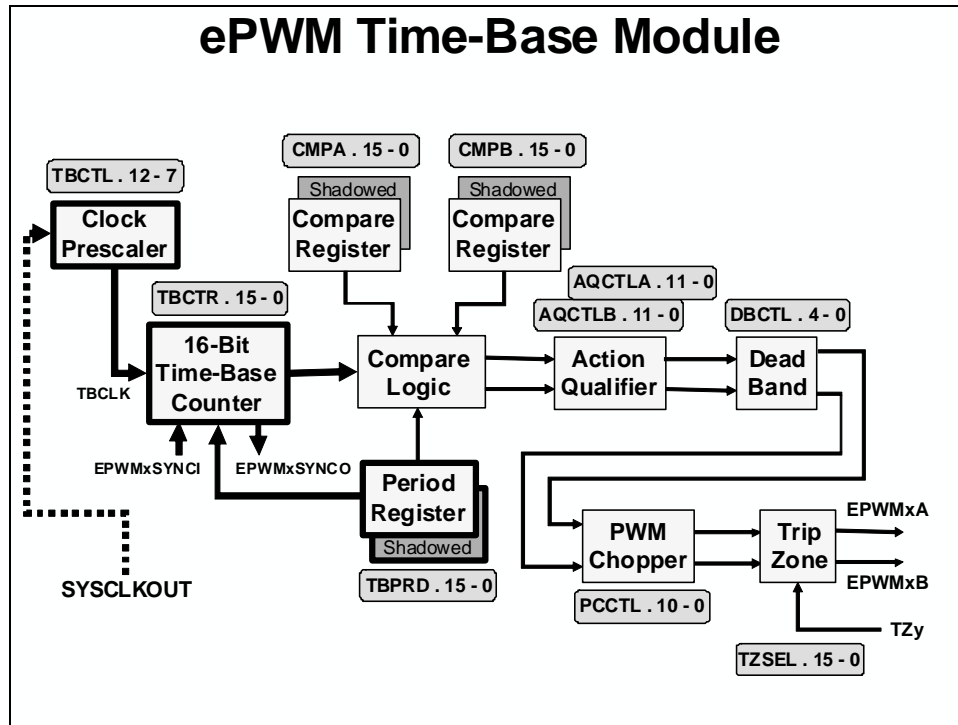 ePWM Time-Base Module
CMPA . 15 - 0
CMPB . 15 - 0
TBCTL . 12 - 7
Shadowed
Compare
Register
Shadowed
Compare
Register
Clock
Prescaler
TBCTR . 15 - 0
AQCTLA . 11 - 0
AQCTLB . 11 - 0
DBCTL . 4 - 0
16-Bit
Time-Base
Counter
Compare
Logic
Action
Qualifier
Dead
Band
TBCLK
EPWMxSYNCI
EPWMxSYNCO
Period
Register
Shadowed
TBPRD . 15 - 0
SYSCLKOUT
PWM
Chopper
PCCTL . 10 - 0
Trip
Zone
EPWMxA
EPWMxB
TZy
TZSEL . 15 - 0